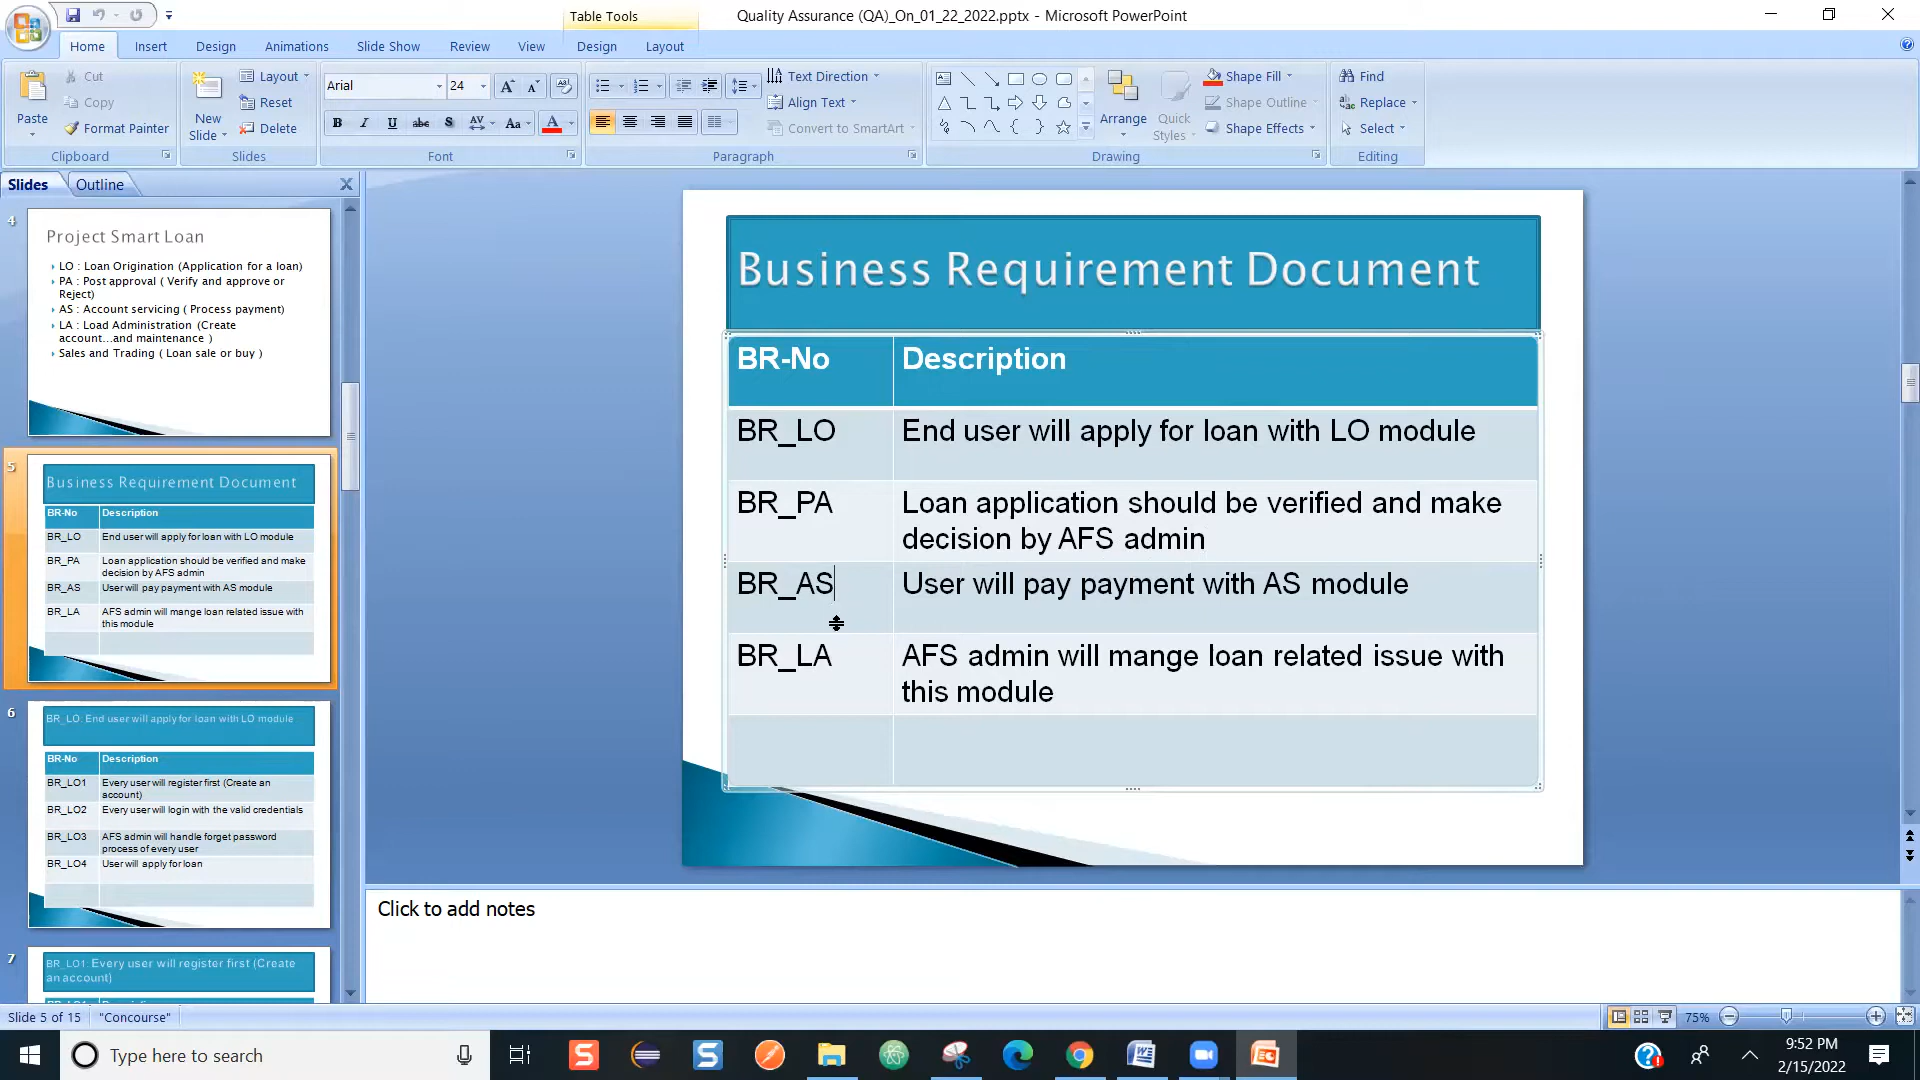 Table Tools
Quality Assurance (QA)_On_01_22_2022.pptx - Microsoft PowerPoint
Home
Insert
Design
Animations
Slide Show
Review
View
Design
Layout
Paste
Cut
Copy
Format Painter
Clipboard
New
Slide
Layout
Reset
Delete
Slides
Arial
24
B I U abc S AV Aa A
Font
Text Direction
Align Text
Convert to SmartArt
Paragraph
Arrange
Quick
Styles
Shape Fill
Shape Outline
Shape Effects
Drawing
Find
Replace
Select
Editing
Slides
Outline
4
Project Smart Loan
LO : Loan Origination (Application for a loan)
PA : Post approval ( Verify and approve or
Reject)
AS : Account servicing ( Process payment)
LA : Load Administration (Create
account...and maintenance )
Sales and Trading ( Loan sale or buy )
5
Business Requirement Document
BR-No Description
BR_LO End user will apply for loan with LO module
BR_PA Loan application should be verified and make
decision by AFS admin
BR_AS User will pay payment with AS module
BR_LA AFS admin will mange loan related issue with
this module
6
BR_LO: End user will apply for loan with LO module
BR-No Description
BR_LO1 Every user will register first (Create an
account)
BR_LO2 Every user will login with the valid credentials
BR_LO3 AFS admin will handle forget password
process of every user
BR_LO4 User will apply for loan
7
BR_LO1: Every user will register first (Create
an account)
Business Requirement Document
BR-No Description
BR_LO End user will apply for loan with LO module
BR_PA Loan application should be verified and make
decision by AFS admin
BR_AS User will pay payment with AS module
BR_LA AFS admin will mange loan related issue with
this module
Click to add notes
Slide 5 of 15
"Concourse"
75%
Type here to search
9:52 PM
2/15/2022